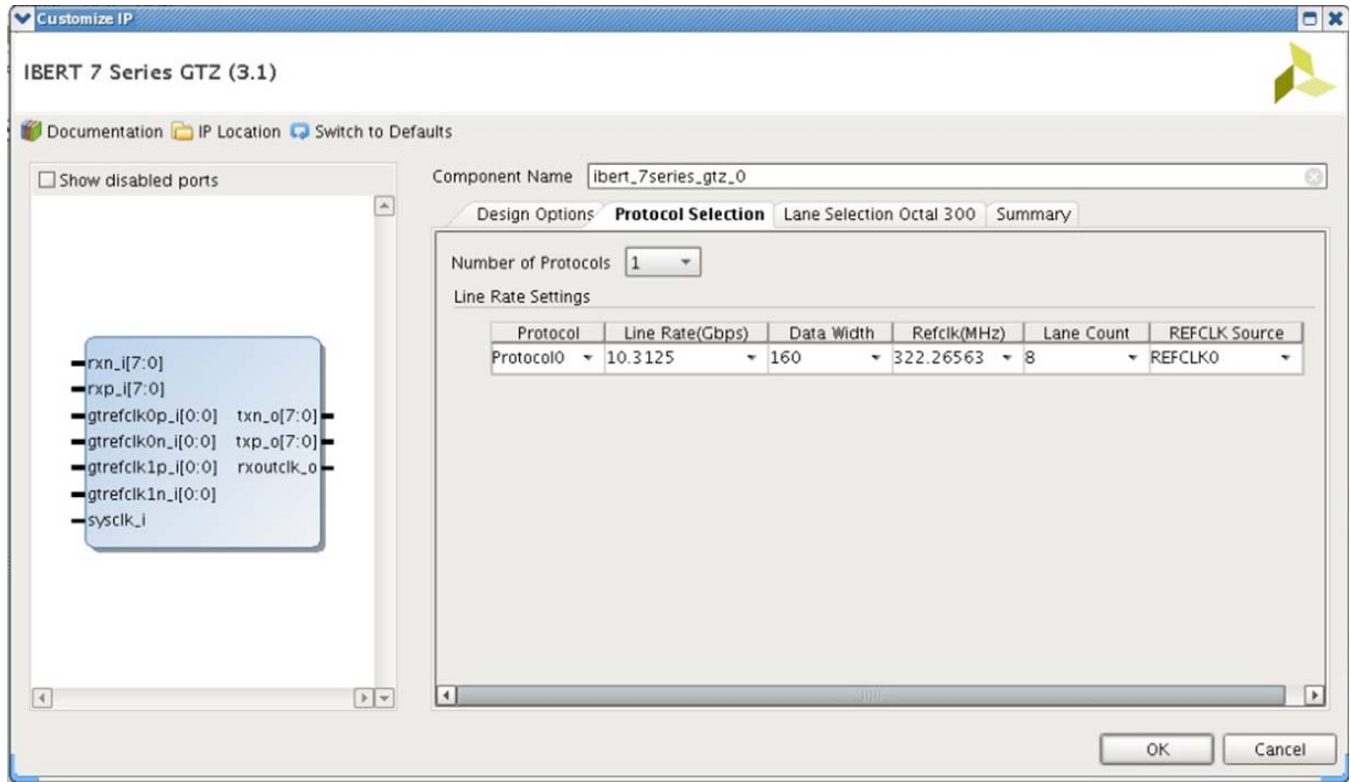 Customize IP
IBERT 7 Series GTZ (3.1)
Documentation IP Location Switch to Defaults
Show disabled ports
rxn_i[7:0]
rxp_i[7:0]
gtrefclk0p_i[0:0] txn_o[7:0]
gtrefclk0n_i[0:0] txp_o[7:0]
gtrefclk1p_i[0:0] rxoutclk_o
gtrefclk1n_i[0:0]
sysclk_i
Component Name ibert_7series_gtz_0
Design Options Protocol Selection Lane Selection Octal 300 Summary
Number of Protocols 1
Line Rate Settings
Protocol Line Rate(Gbps) Data Width Refclk(MHz) Lane Count REFCLK Source
Protocol0 10.3125 160 322.26563 8 REFCLK0
OK Cancel